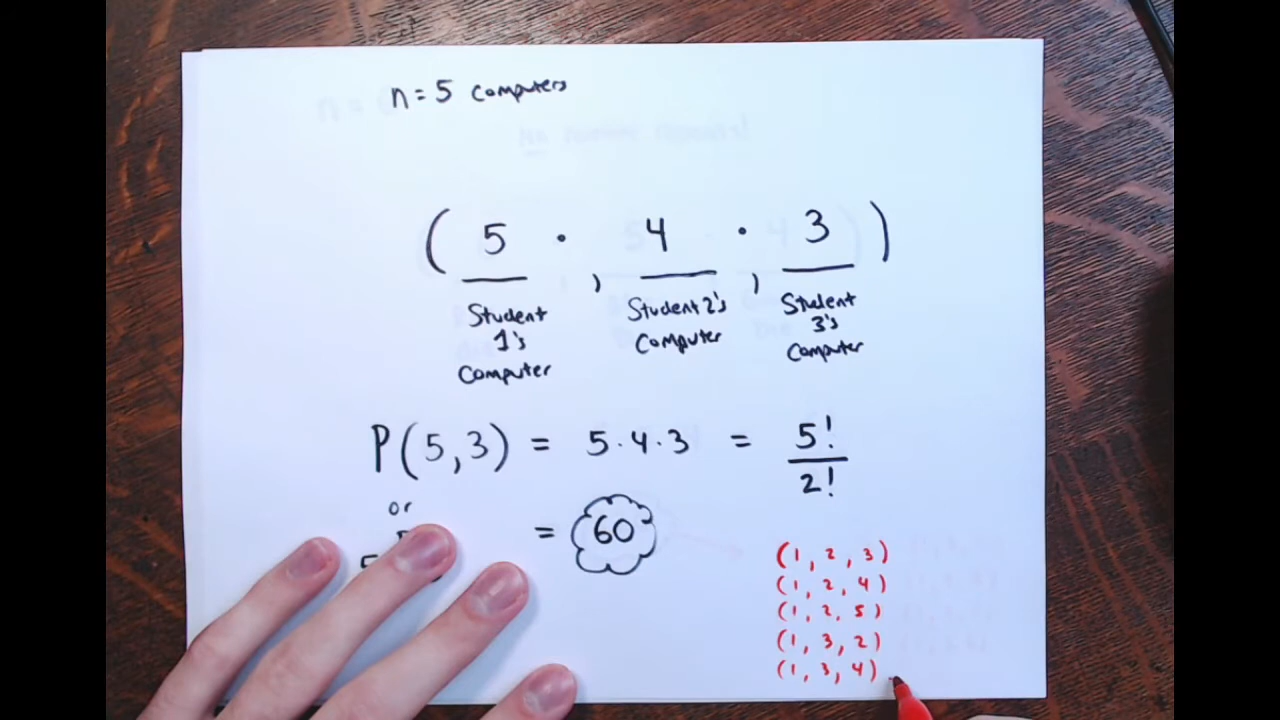 n = 5 computers
( 5 · , 4 · , 3 )
Student 1's Computer
Student 2's Computer
Student 3's Computer
P(5,3) = 5·4·3 = 5!/2!
or
= 60
(1, 2, 3)
(1, 2, 4)
(1, 2, 5)
(1, 3, 2)
(1, 3, 4)